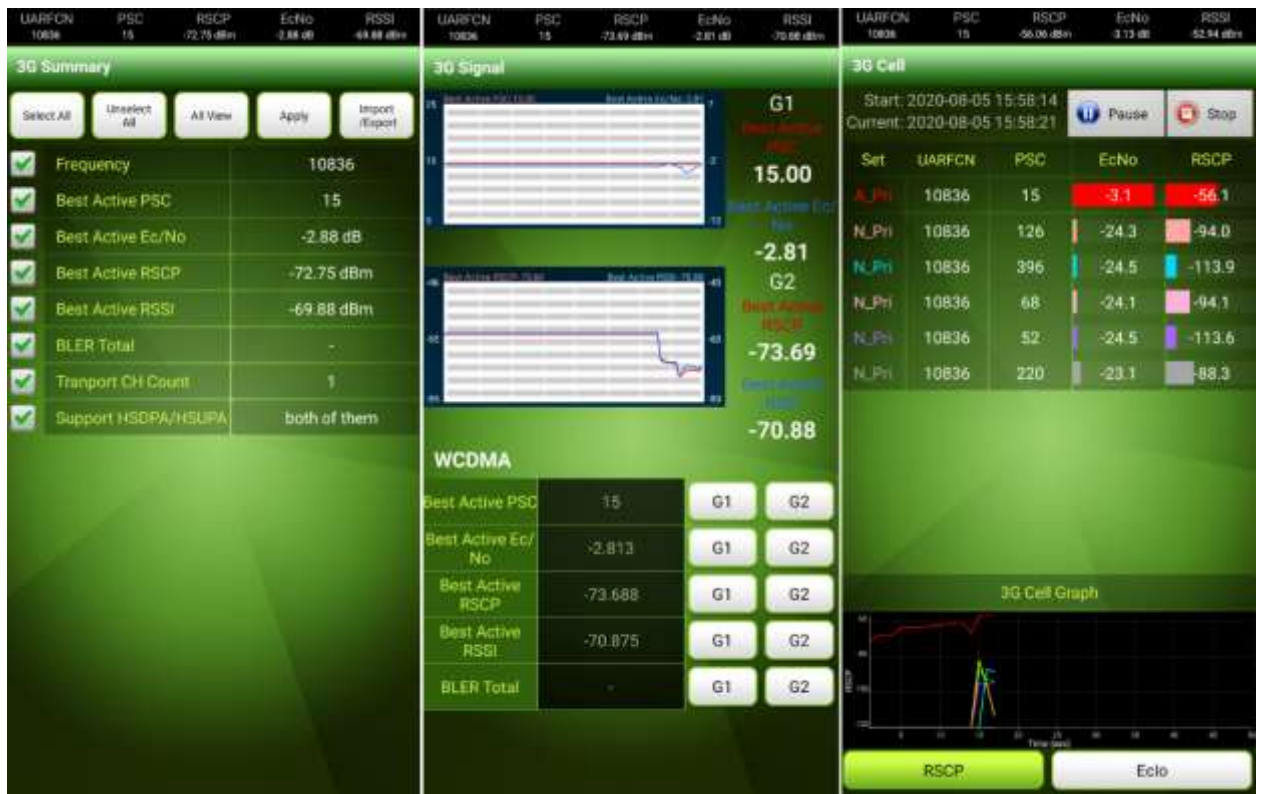 UARFCN PSC RSCP EcNo RSSI
10836 15 -72.75 dBm -2.88 dB -69.88 dBm
3G Summary
Select All Unselect All All View Apply Import /Export
Frequency 10836
Best Active PSC 15
Best Active Ec/No -2.88 dB
Best Active RSCP -72.75 dBm
Best Active RSSI -69.88 dBm
BLER Total -
Tranport CH Count 1
Support HSDPA/HSUPA both of them
UARFCN PSC RSCP EcNo RSSI
10836 15 -73.69 dBm -2.81 dB -70.88 dBm
3G Signal
G1
Best Active PSC
15.00
Best Active Ec/No
-2.81
G2
Best Active RSCP
-73.69
-70.88
WCDMA
Best Active PSC 15 G1 G2
Best Active Ec/No -2.813 G1 G2
Best Active RSCP -73.688 G1 G2
Best Active RSSI -70.875 G1 G2
BLER Total - G1 G2
UARFCN PSC RSCP EcNo RSSI
10836 15 -56.06 dBm -3.13 dB -52.94 dBm
3G Cell
Start: 2020-08-05 15:58:14
Current: 2020-08-05 15:58:21
Pause Stop
Set UARFCN PSC EcNo RSCP
A_Pri 10836 15 -3.1 -56.1
N_Pri 10836 126 -24.3 -94.0
N_Pri 10836 396 -24.5 -113.9
N_Pri 10836 68 -24.1 -94.1
N_Pri 10836 52 -24.5 -113.6
N_Pri 10836 220 -23.1 -88.3
3G Cell Graph
RSCP
Time (sec)
RSCP EcIo